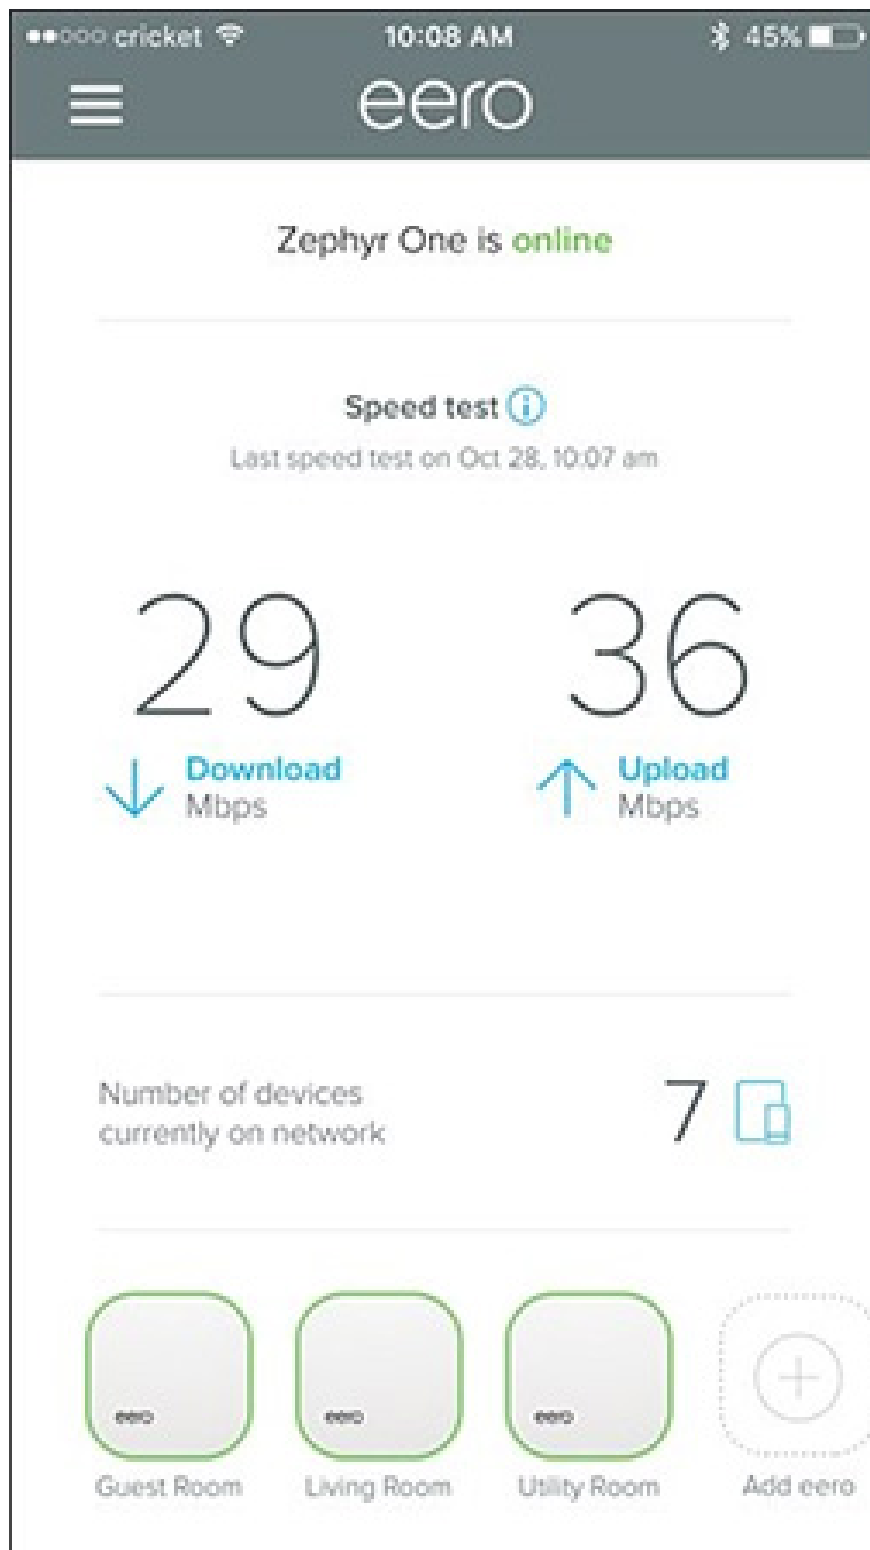 cricket 10:08 AM 45%
eero
Zephyr One is online
Speed test
Last speed test on Oct 28, 10:07 am
29 36
Download Upload
Mbps Mbps
Number of devices
currently on network
7
eero eero eero
Guest Room Living Room Utility Room Add eero